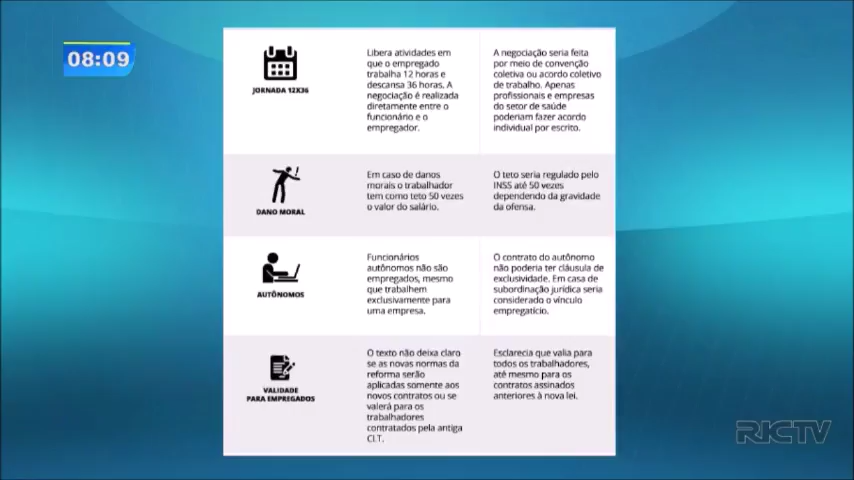 08:09
JORNADA 12X36
Libera atividades em
que o empregado
trabalha 12 horas e
descansa 36 horas. A
negociação é realizada
diretamente entre o
funcionário e o
empregador.
A negociação seria feita
por meio de convenção
coletiva ou acordo coletivo
de trabalho. Apenas
profissionais e empresas
do setor de saúde
poderiam fazer acordo
individual por escrito.
DANO MORAL
Em caso de danos
morais o trabalhador
tem como teto 50 vezes
o valor do salário.
O teto seria regulado pelo
INSS até 50 vezes
dependendo da gravidade
da ofensa.
AUTÔNOMOS
Funcionários
autônomos não são
empregados, mesmo
que trabalhem
exclusivamente para
uma empresa.
O contrato do autônomo
não poderia ter cláusula de
exclusividade. Em casa de
subordinação jurídica seria
considerado o vínculo
empregatício.
VALIDADE
PARA EMPREGADOS
O texto não deixa claro
se as novas normas da
reforma serão
aplicadas somente aos
novos contratos ou se
valerá para os
trabalhadores
contratados pela antiga
CLT.
Esclarecia que valia para
todos os trabalhadores,
até mesmo para os
contratos assinados
anteriores à nova lei.
RICTV